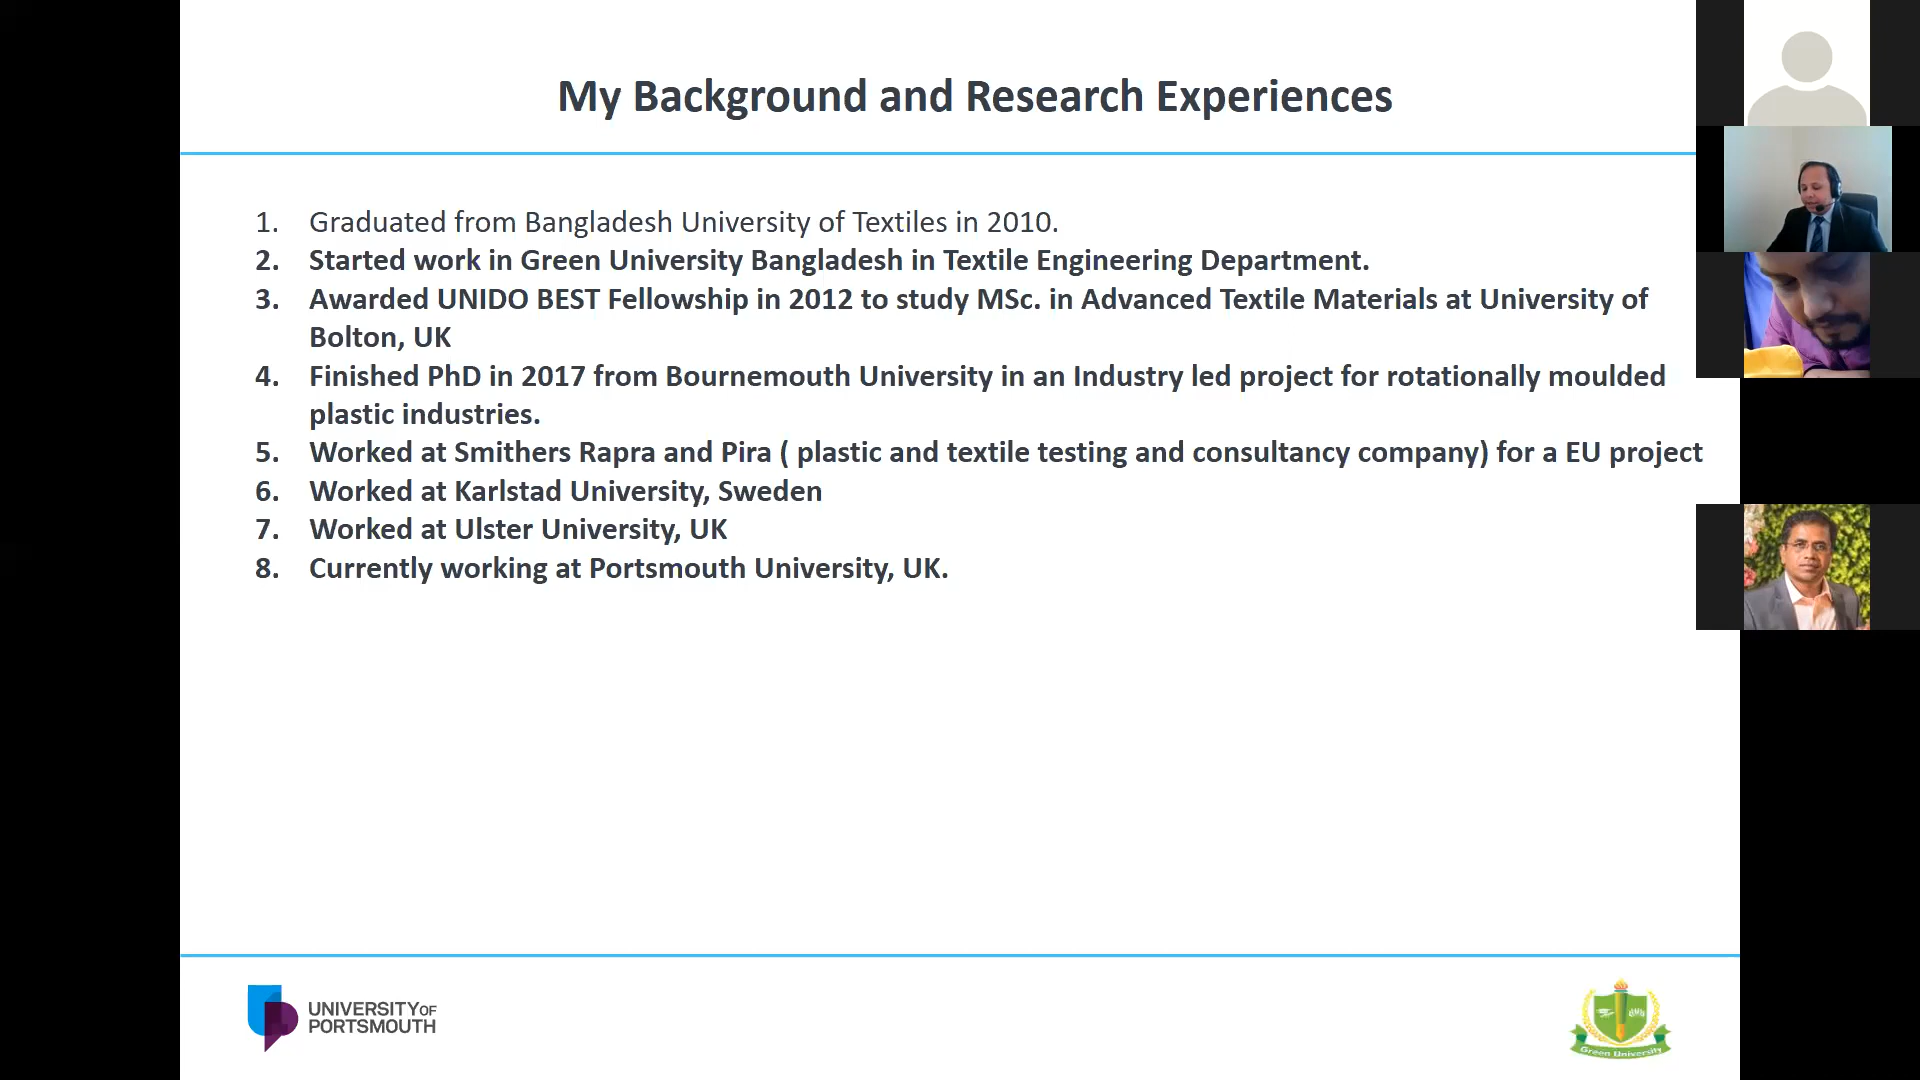 My Background and Research Experiences
1. Graduated from Bangladesh University of Textiles in 2010.
2. Started work in Green University Bangladesh in Textile Engineering Department.
3. Awarded UNIDO BEST Fellowship in 2012 to study MSc. in Advanced Textile Materials at University of
Bolton, UK
4. Finished PhD in 2017 from Bournemouth University in an Industry led project for rotationally moulded
plastic industries.
5. Worked at Smithers Rapra and Pira ( plastic and textile testing and consultancy company) for a EU project
6. Worked at Karlstad University, Sweden
7. Worked at Ulster University, UK
8. Currently working at Portsmouth University, UK.
UNIVERSITY OF
PORTSMOUTH
Green University